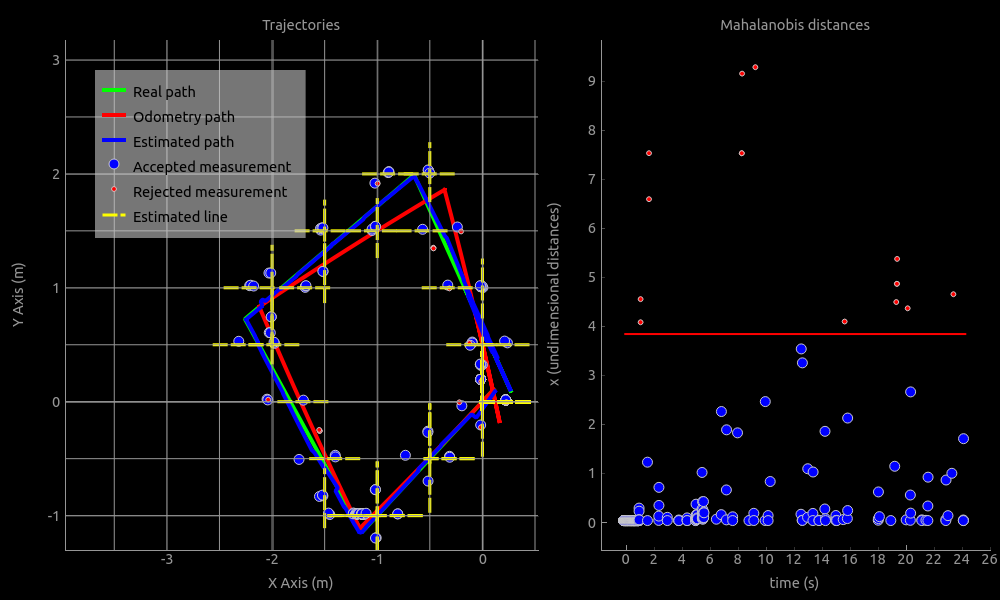 Trajectories
Y Axis (m)
3
2
1
0
-1
Real path
Odometry path
Estimated path
Accepted measurement
Rejected measurement
Estimated line
-3
-2
-1
0
X Axis (m)
Mahalanobis distances
x (undimensional distances)
9
8
7
6
5
4
3
2
1
0
0 2 4 6 8 10 12 14 16 18 20 22 24 26
time (s)